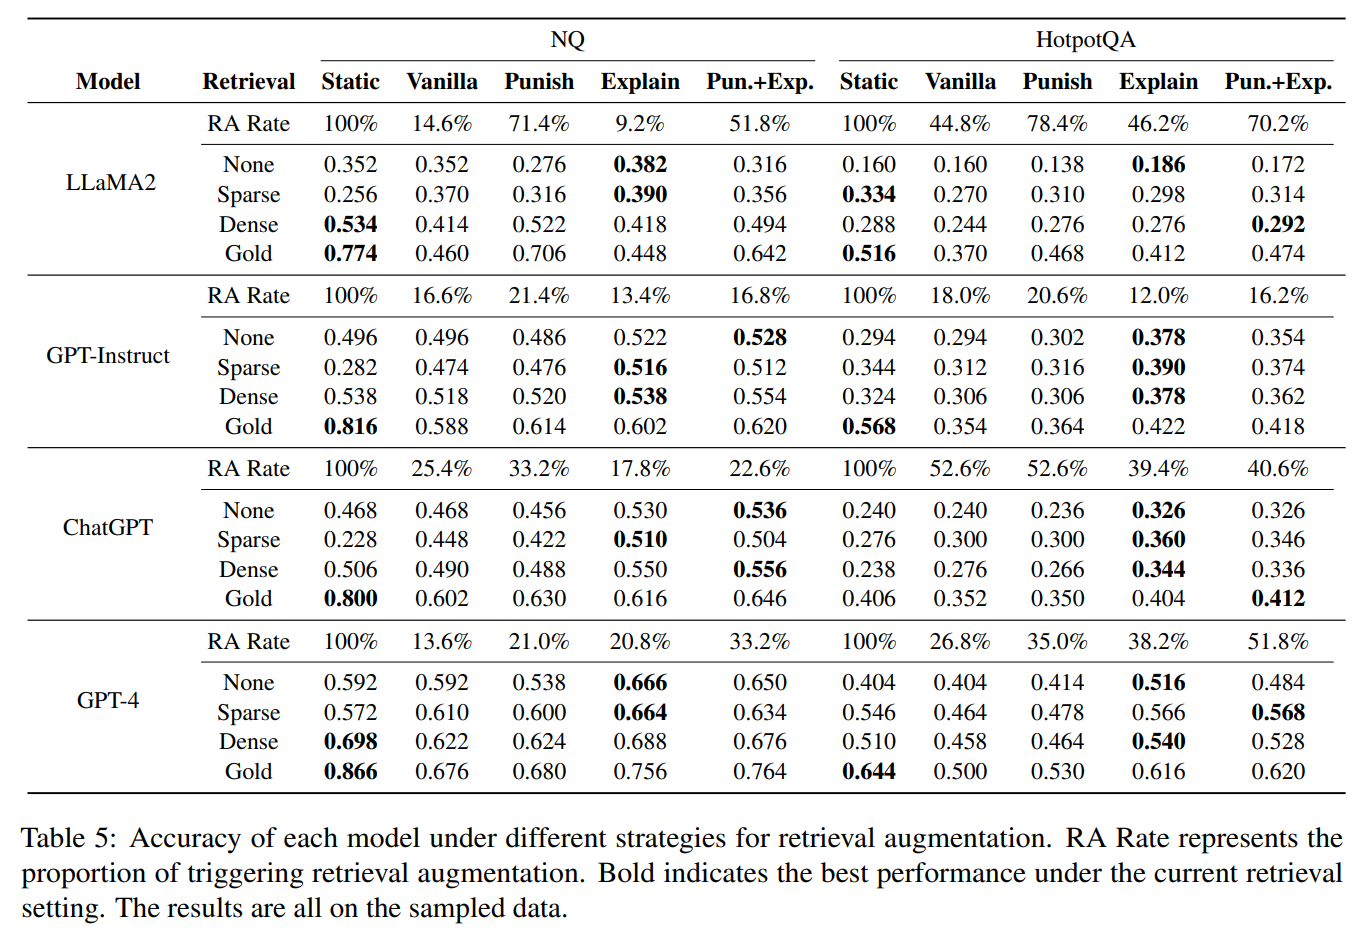 NQ HotpotQA
Model Retrieval Static Vanilla Punish Explain Pun.+Exp. Static Vanilla Punish Explain Pun.+Exp.
RA Rate 100% 14.6% 71.4% 9.2% 51.8% 100% 44.8% 78.4% 46.2% 70.2%
LLaMA2
None 0.352 0.352 0.276 0.382 0.316 0.160 0.160 0.138 0.186 0.172
Sparse 0.256 0.370 0.316 0.390 0.356 0.334 0.270 0.310 0.298 0.314
Dense 0.534 0.414 0.522 0.418 0.494 0.288 0.244 0.276 0.276 0.292
Gold 0.774 0.460 0.706 0.448 0.642 0.516 0.370 0.468 0.412 0.474
RA Rate 100% 16.6% 21.4% 13.4% 16.8% 100% 18.0% 20.6% 12.0% 16.2%
GPT-Instruct
None 0.496 0.496 0.486 0.522 0.528 0.294 0.294 0.302 0.378 0.354
Sparse 0.282 0.474 0.476 0.516 0.512 0.344 0.312 0.316 0.390 0.374
Dense 0.538 0.518 0.520 0.538 0.554 0.324 0.306 0.306 0.378 0.362
Gold 0.816 0.588 0.614 0.602 0.620 0.568 0.354 0.364 0.422 0.418
RA Rate 100% 25.4% 33.2% 17.8% 22.6% 100% 52.6% 52.6% 39.4% 40.6%
ChatGPT
None 0.468 0.468 0.456 0.530 0.536 0.240 0.240 0.236 0.326 0.326
Sparse 0.228 0.448 0.422 0.510 0.504 0.276 0.300 0.300 0.360 0.346
Dense 0.506 0.490 0.488 0.550 0.556 0.238 0.276 0.266 0.344 0.336
Gold 0.800 0.602 0.630 0.616 0.646 0.406 0.352 0.350 0.404 0.412
RA Rate 100% 13.6% 21.0% 20.8% 33.2% 100% 26.8% 35.0% 38.2% 51.8%
GPT-4
None 0.592 0.592 0.538 0.666 0.650 0.404 0.404 0.414 0.516 0.484
Sparse 0.572 0.610 0.600 0.664 0.634 0.546 0.464 0.478 0.566 0.568
Dense 0.698 0.622 0.624 0.688 0.676 0.510 0.458 0.464 0.540 0.528
Gold 0.866 0.676 0.680 0.756 0.764 0.644 0.500 0.530 0.616 0.620
Table 5: Accuracy of each model under different strategies for retrieval augmentation. RA Rate represents the
proportion of triggering retrieval augmentation. Bold indicates the best performance under the current retrieval
setting. The results are all on the sampled data.